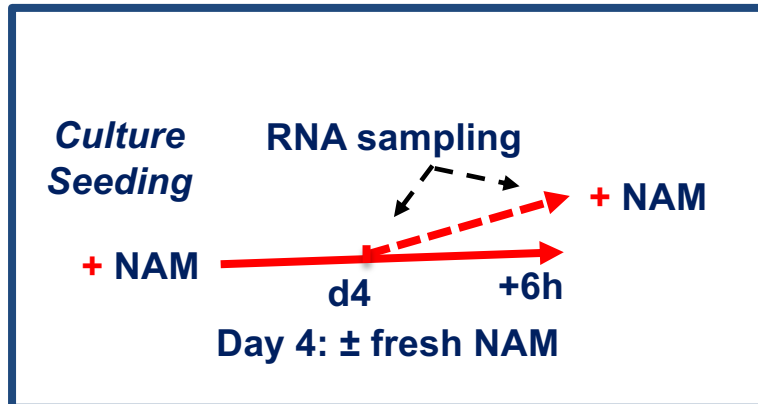 Culture
Seeding
RNA sampling
+ NAM
+ NAM
d4
+6h
Day 4: ± fresh NAM